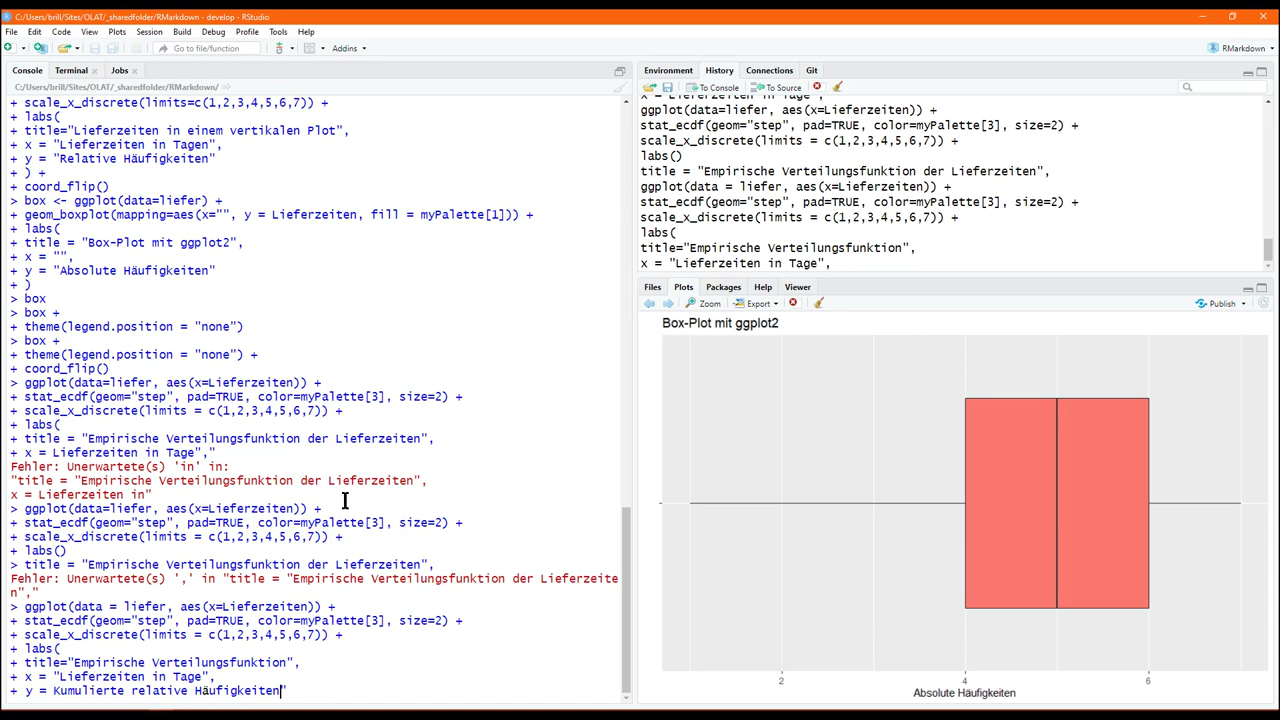 C:/Users/brill/Sites/OLAT/_sharedfolder/RMarkdown - develop - RStudio
File Edit Code View Plots Session Build Debug Profile Tools Help
Go to file/function Addins RMarkdown
Console Terminal Jobs
C:/Users/brill/Sites/OLAT/_sharedfolder/RMarkdown/
+ scale_x_discrete(limits=c(1,2,3,4,5,6,7)) +
+ labs(
+ title="Lieferzeiten in einem vertikalen Plot",
+ x = "Lieferzeiten in Tagen",
+ y = "Relative Häufigkeiten"
+ ) +
+ coord_flip()
> box <- ggplot(data=liefer) +
+ geom_boxplot(mapping=aes(x="", y = Lieferzeiten, fill = myPalette[1])) +
+ labs(
+ title = "Box-Plot mit ggplot2",
+ x = "",
+ y = "Absolute Häufigkeiten"
+ )
> box
> box +
+ theme(legend.position = "none")
> box +
+ theme(legend.position = "none") +
+ coord_flip()
> ggplot(data=liefer, aes(x=Lieferzeiten)) +
+ stat_ecdf(geom="step", pad=TRUE, color=myPalette[3], size=2) +
+ scale_x_discrete(limits = c(1,2,3,4,5,6,7)) +
+ labs(
+ title = "Empirische Verteilungsfunktion der Lieferzeiten",
+ x = Lieferzeiten in Tage","
Fehler: Unerwartete(s) 'in' in:
"title = "Empirische Verteilungsfunktion der Lieferzeiten",
x = Lieferzeiten in"
> ggplot(data=liefer, aes(x=Lieferzeiten)) +
+ stat_ecdf(geom="step", pad=TRUE, color=myPalette[3], size=2) +
+ scale_x_discrete(limits = c(1,2,3,4,5,6,7)) +
+ labs()
> title = "Empirische Verteilungsfunktion der Lieferzeiten",
Fehler: Unerwartete(s) ',' in "title = "Empirische Verteilungsfunktion der Lieferzeite
n","
> ggplot(data = liefer, aes(x=Lieferzeiten)) +
+ stat_ecdf(geom="step", pad=TRUE, color=myPalette[3], size=2) +
+ scale_x_discrete(limits = c(1,2,3,4,5,6,7)) +
+ labs(
+ title="Empirische Verteilungsfunktion",
+ x = "Lieferzeiten in Tage",
+ y = Kumulierte relative Häufigkeiten"
Environment History Connections Git
To Console To Source
x = "Lieferzeiten in Tage",
ggplot(data=liefer, aes(x=Lieferzeiten)) +
stat_ecdf(geom="step", pad=TRUE, color=myPalette[3], size=2) +
scale_x_discrete(limits = c(1,2,3,4,5,6,7)) +
labs()
title = "Empirische Verteilungsfunktion der Lieferzeiten",
ggplot(data = liefer, aes(x=Lieferzeiten)) +
stat_ecdf(geom="step", pad=TRUE, color=myPalette[3], size=2) +
scale_x_discrete(limits = c(1,2,3,4,5,6,7)) +
labs(
title="Empirische Verteilungsfunktion",
x = "Lieferzeiten in Tage",
Files Plots Packages Help Viewer
Zoom Export Publish
Box-Plot mit ggplot2
2 4 6
Absolute Häufigkeiten